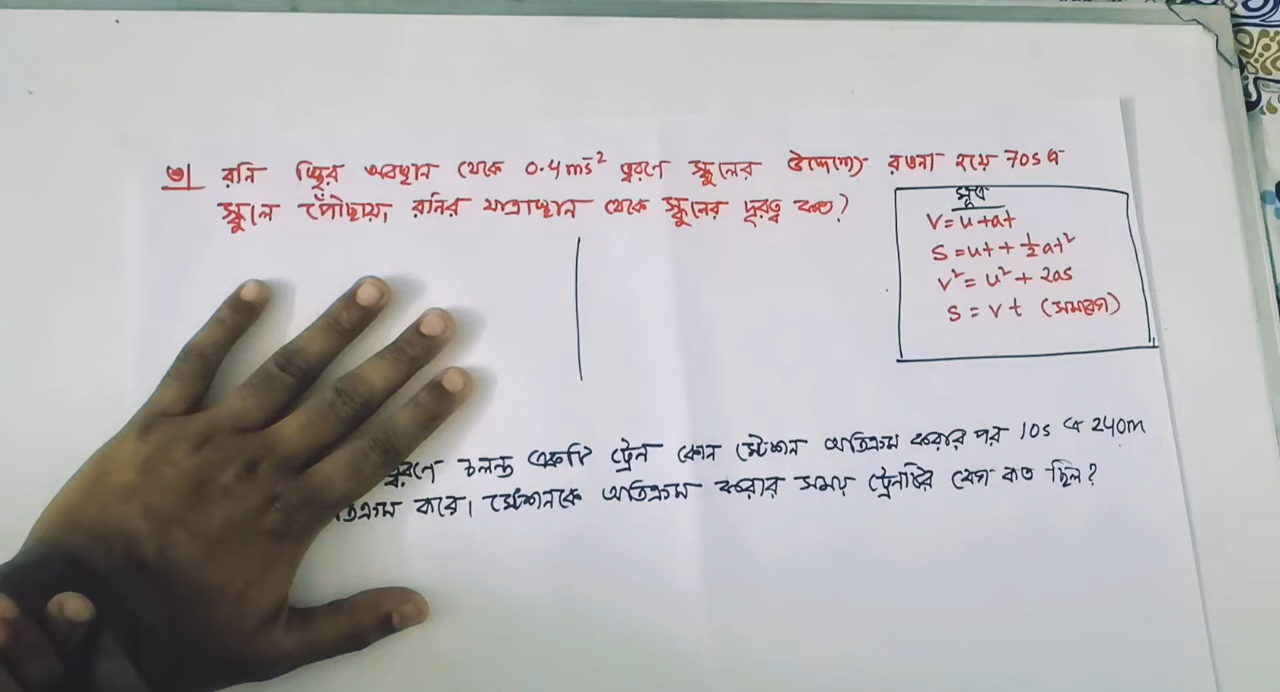 ৩| রনি স্থির অবস্থান থেকে 0.4ms⁻² ত্বরণে স্কুলের উদ্দেশ্যে রওনা হয়ে 70s এ
স্কুলে পৌঁছায়। রনির যাত্রাস্থান থেকে স্কুলের দূরত্ব কত?
সূত্র
v = u+at
s = ut + ½at²
v² = u² + 2as
s = vt (সমবেগ)
ত্বরণে চলন্ত একটি ট্রেন কোন স্টেশন অতিক্রম করার পর 10s এ 240m
করে। স্টেশনকে অতিক্রম করার সময় ট্রেনটির বেগ কত ছিল?